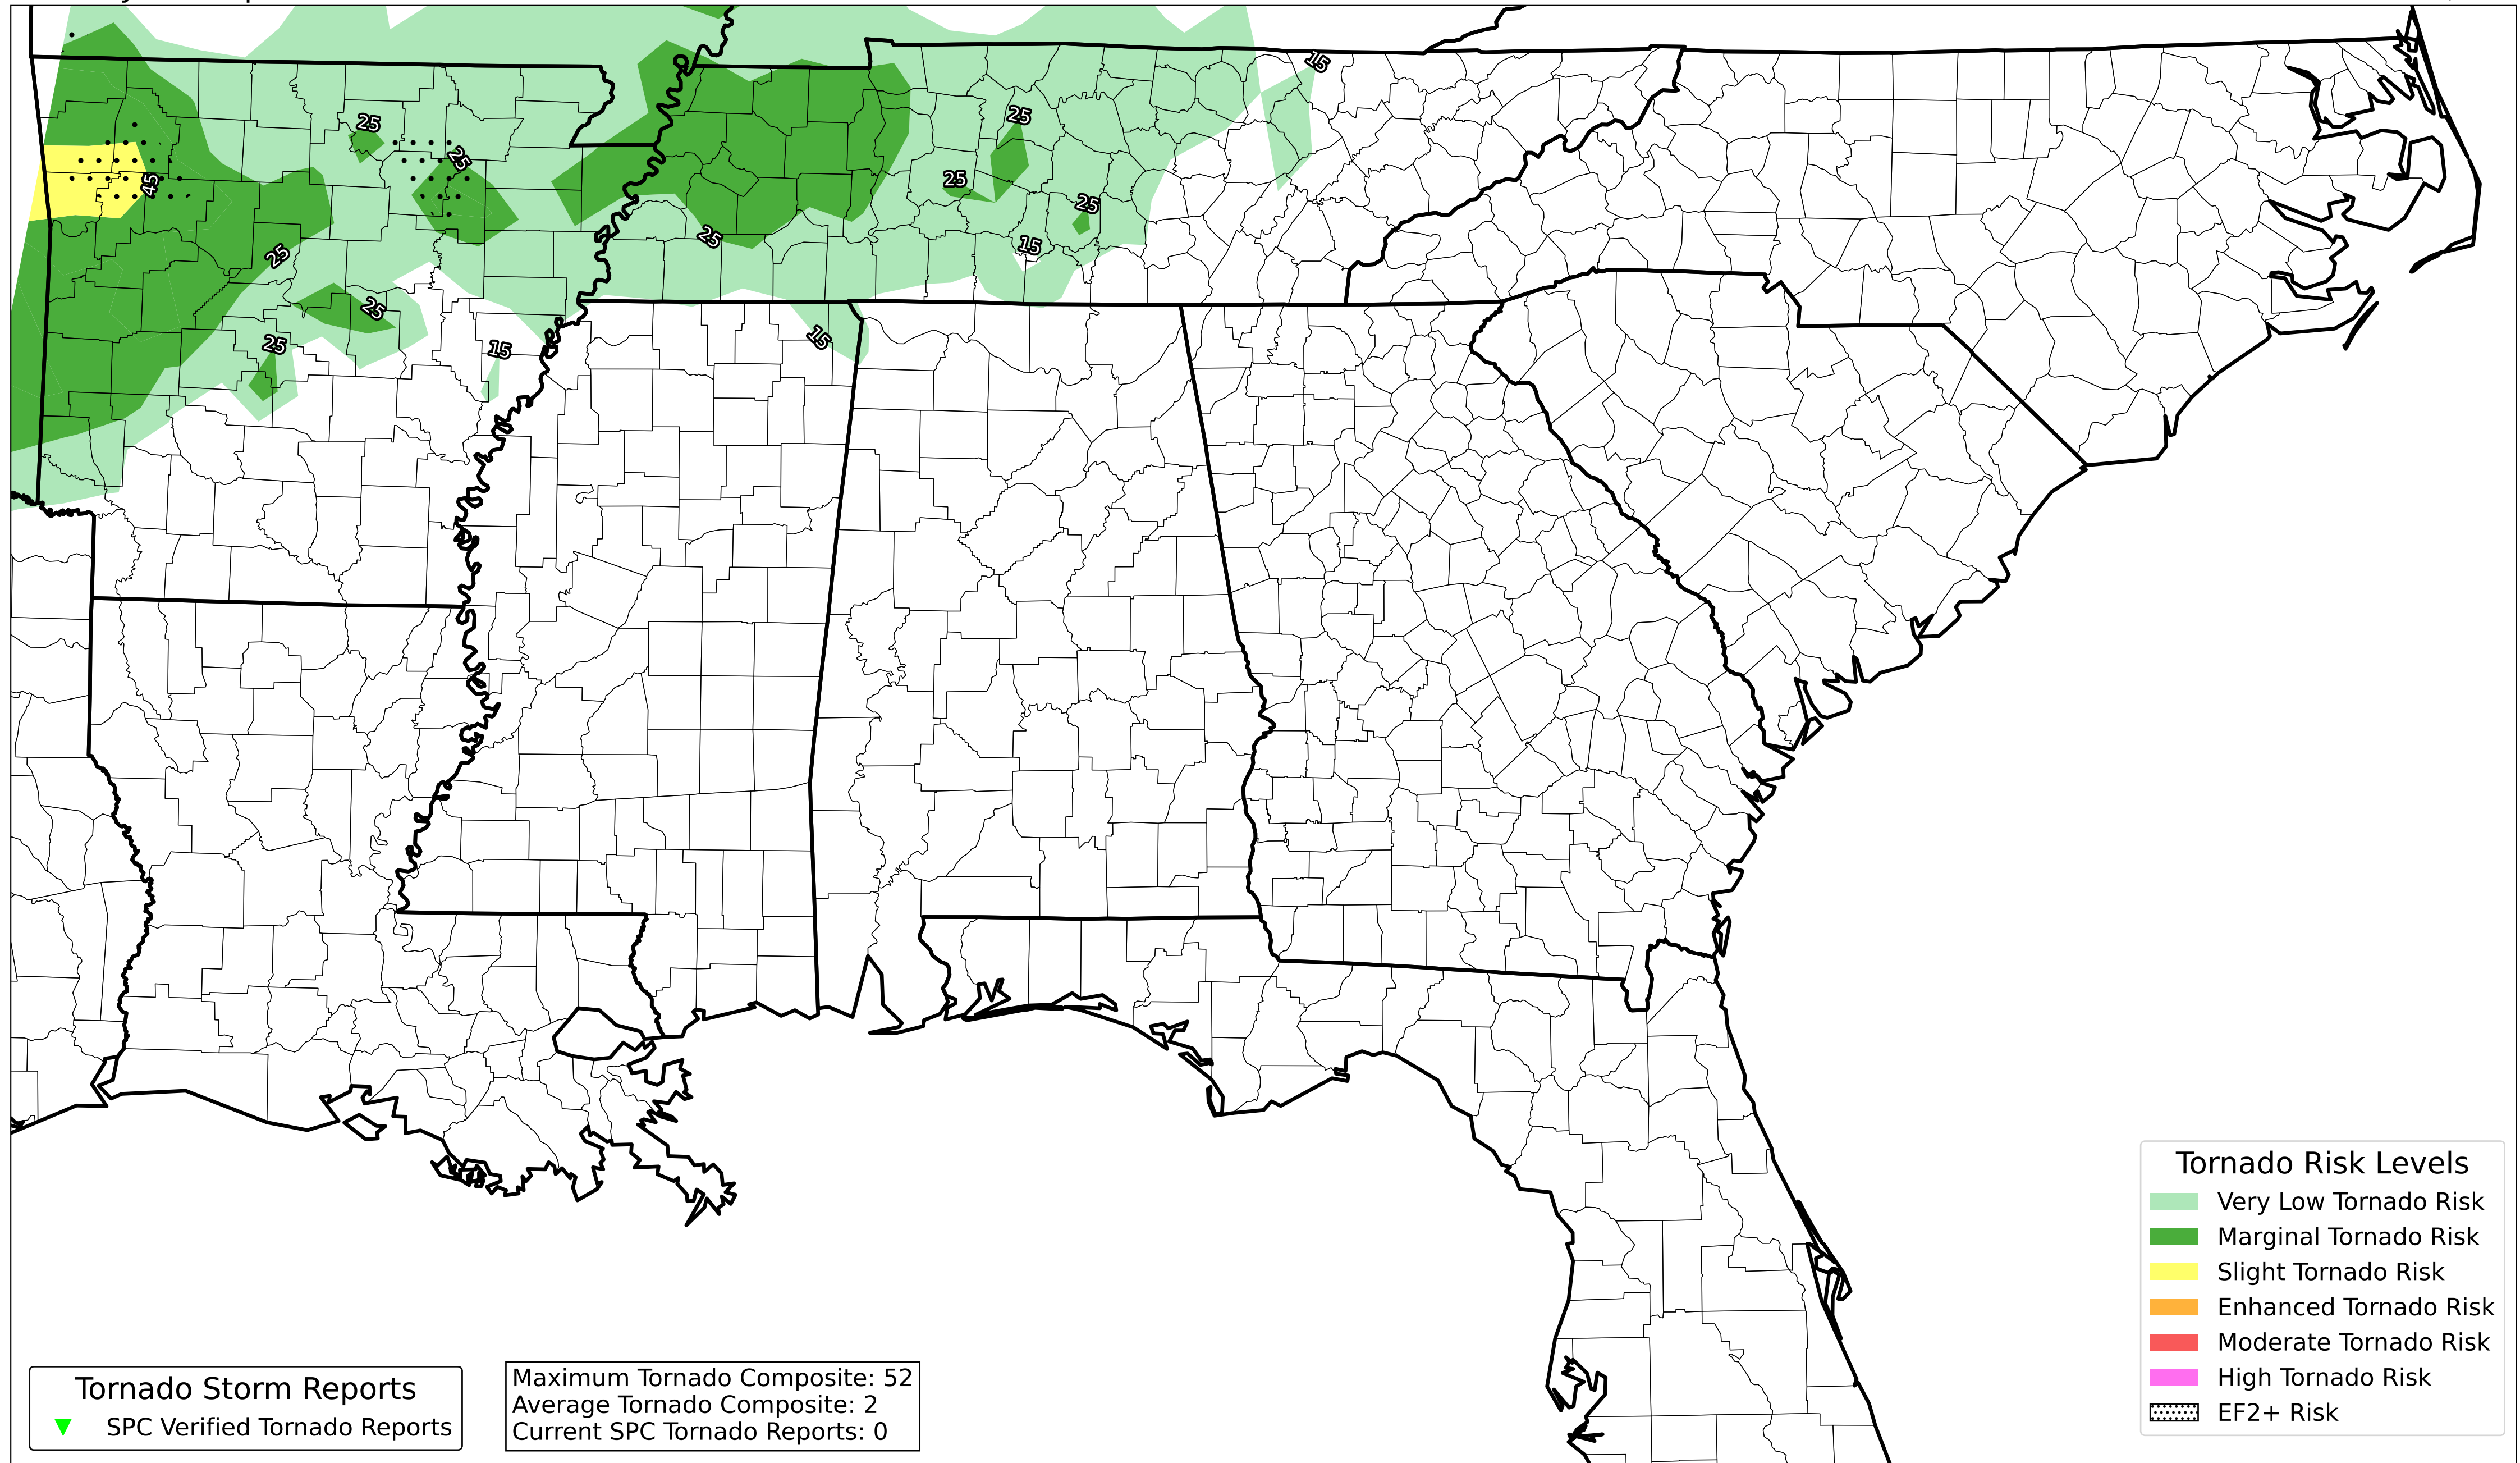 15
25
25
25
45
25
25
25
15
25
25
15
25
15
Tornado Risk Levels
Very Low Tornado Risk
Marginal Tornado Risk
Slight Tornado Risk
Enhanced Tornado Risk
Moderate Tornado Risk
High Tornado Risk
EF2+ Risk
Tornado Storm Reports
SPC Verified Tornado Reports
Maximum Tornado Composite: 52
Average Tornado Composite: 2
Current SPC Tornado Reports: 0